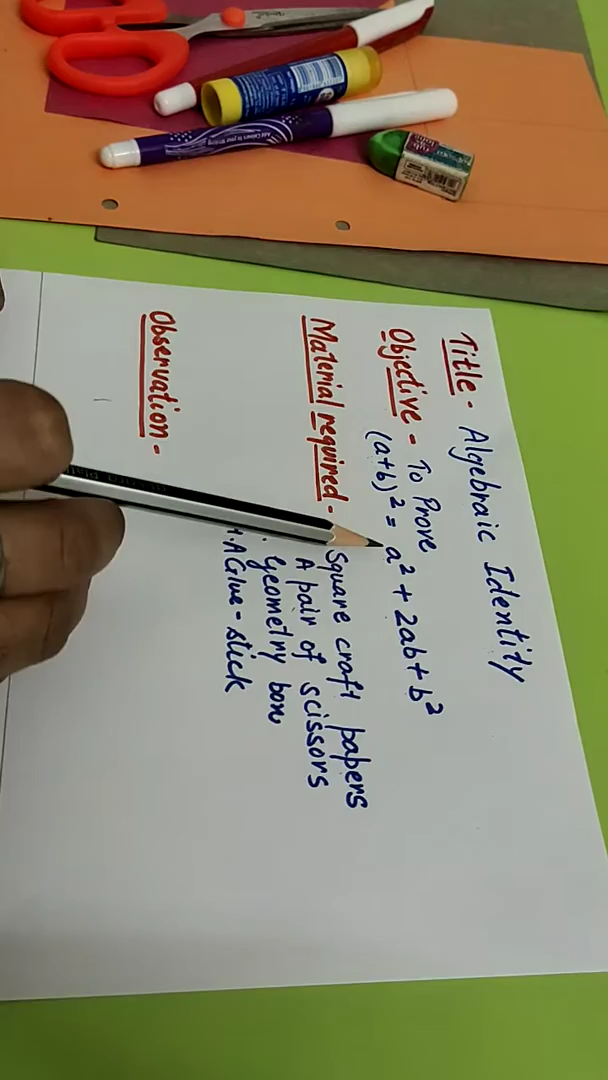 Title - Algebraic Identity
Objective - To Prove
(a+b)² = a² + 2ab + b²
Material required - Square craft papers
A pair of scissors
Geometry box
4. A Glue - stick
Observation -